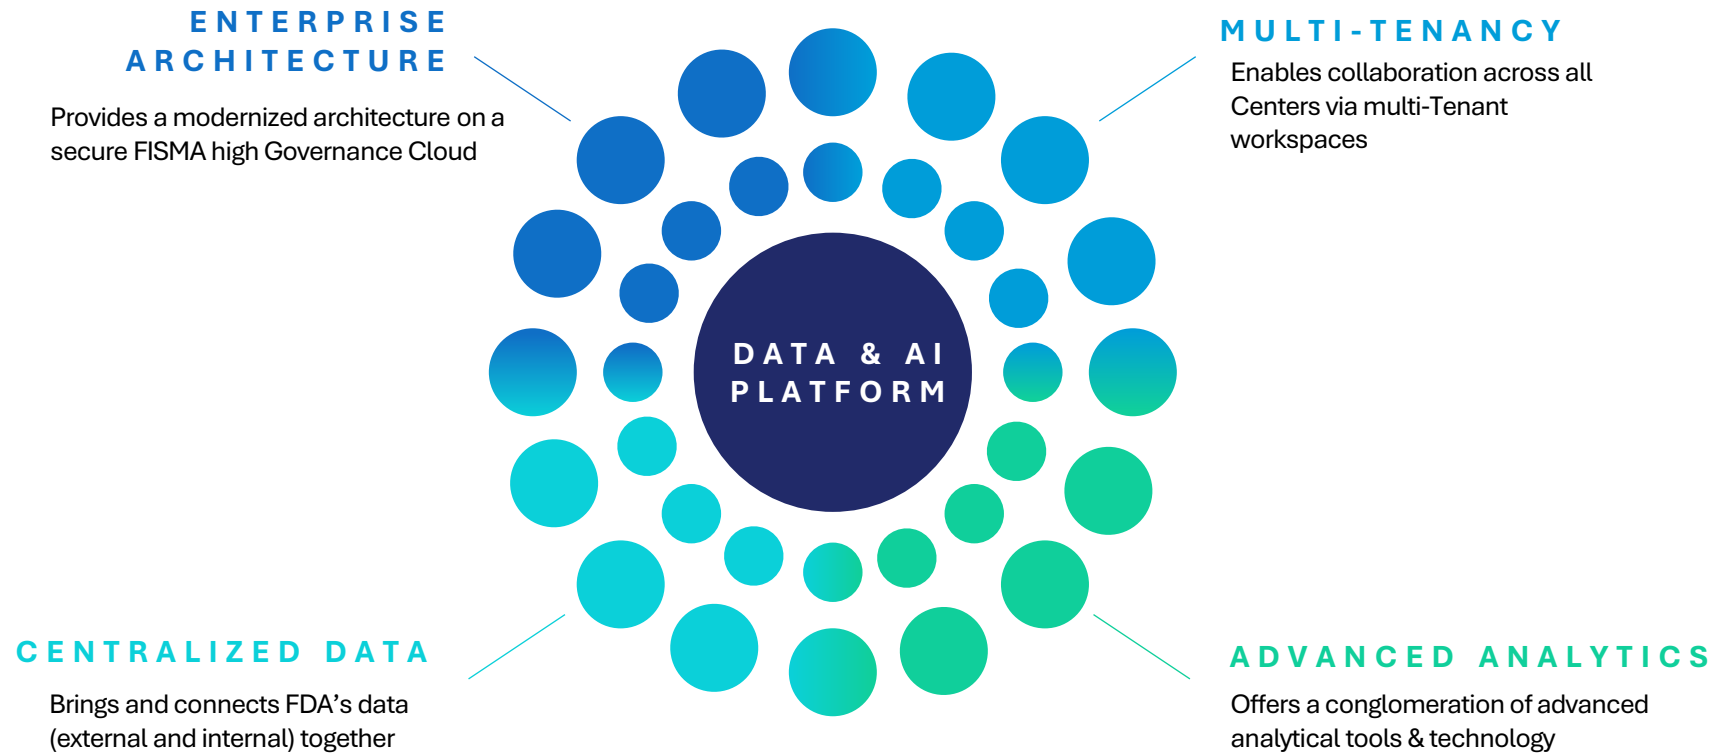 ENTERPRISE
ARCHITECTURE
Provides a modernized architecture on a
secure FISMA high Governance Cloud
MULTI-TENANCY
Enables collaboration across all
Centers via multi-Tenant
workspaces
DATA & AI
PLATFORM
CENTRALIZED DATA
Brings and connects FDA’s data
(external and internal) together
ADVANCED ANALYTICS
Offers a conglomeration of advanced
analytical tools & technology